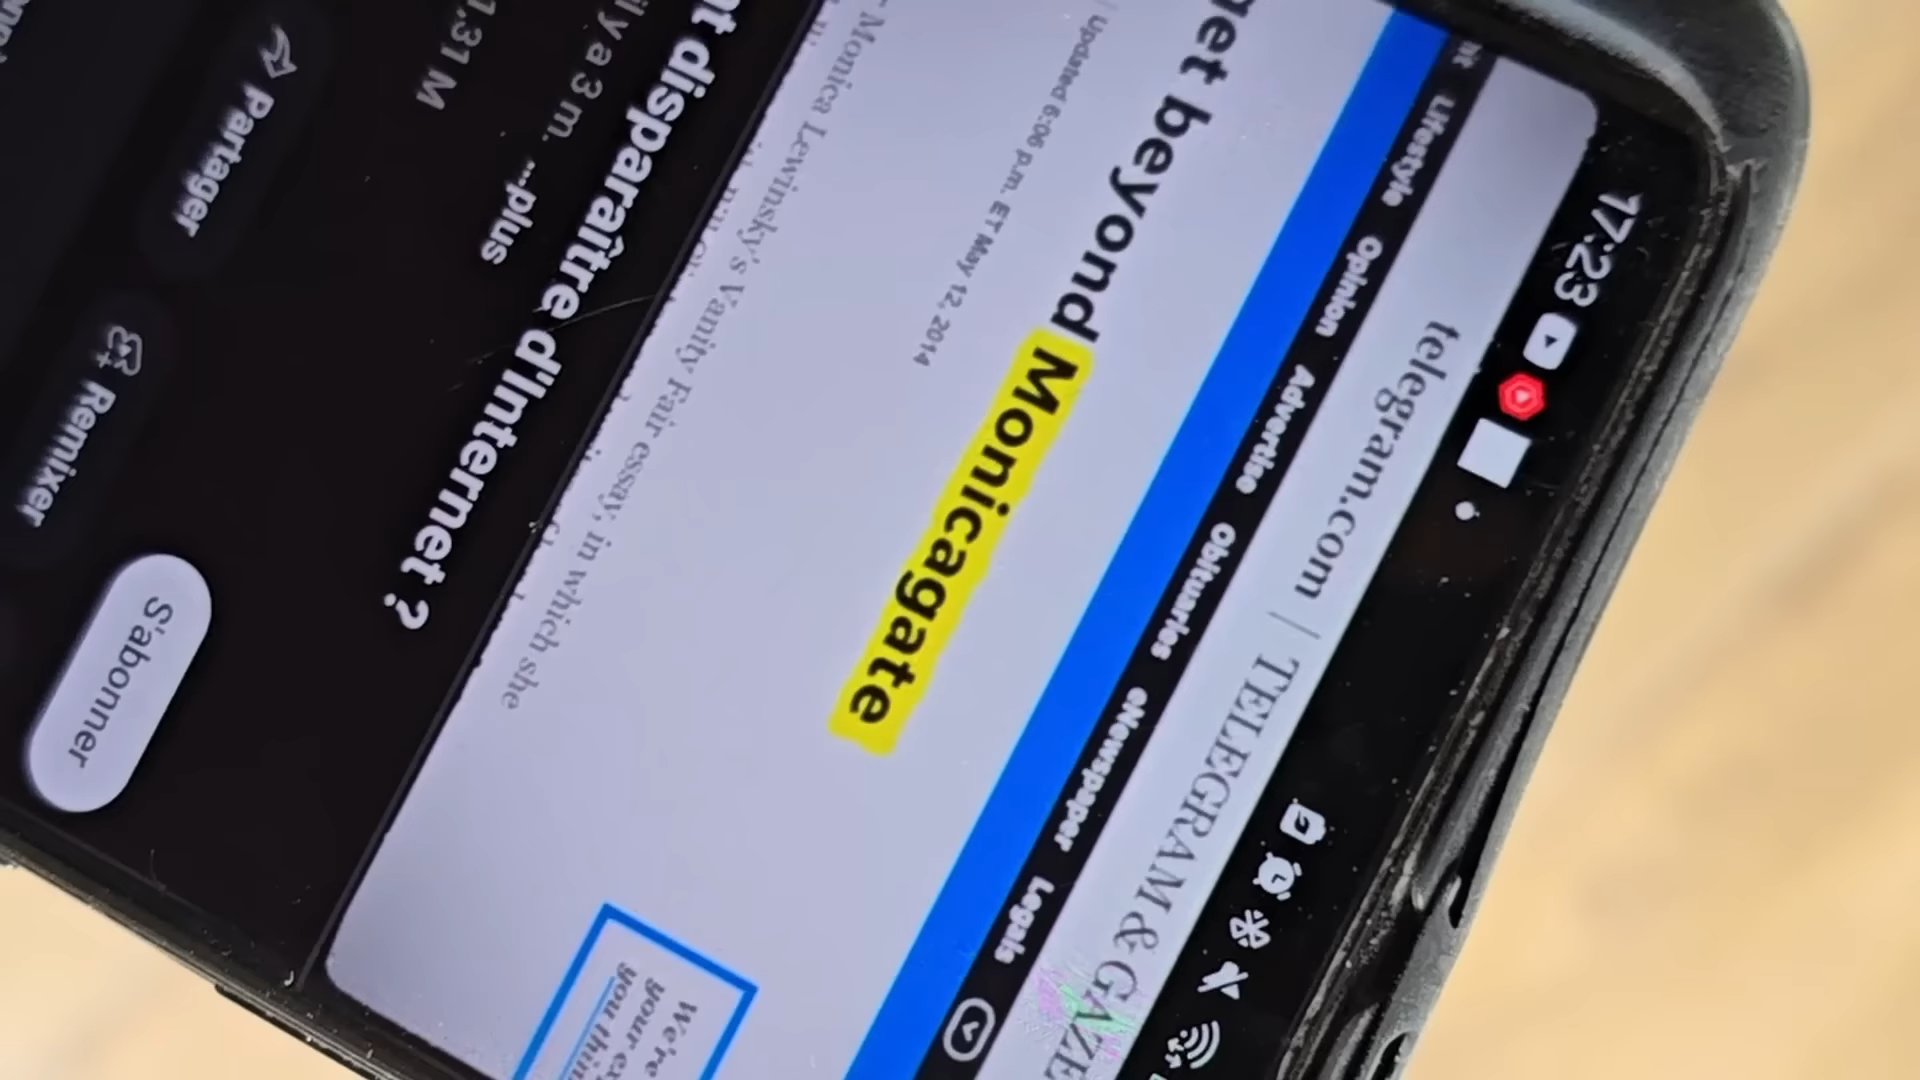 17:23
telegram.com | TELEGRAM & GAZE
Lifestyle Opinion Advertise Obituaries eNewspaper Legals
get beyond Monicagate
Updated 6:06 p.m. ET May 12, 2014
Monica Lewinsky's Vanity Fair essay, in which she
We're
your
you thin
disparaître d'Internet ?
il y a 3 m. ...plus
1,31 M
Partager
Remixer
S'abonner